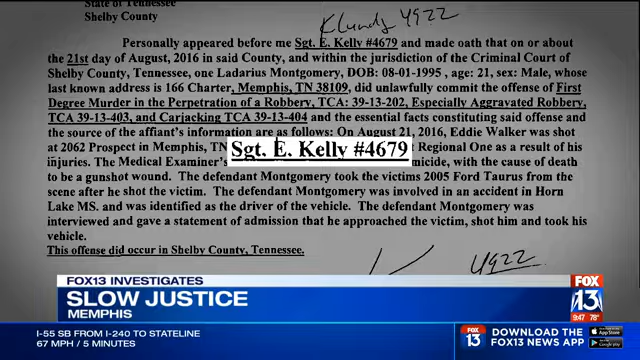 State of Tennessee
Shelby County
4922
Personally appeared before me Sgt. E. Kelly #4679 and made oath that on or about
the 21st day of August, 2016 in said County, and within the jurisdiction of the Criminal Court of
Shelby County, Tennessee, one Ladarius Montgomery, DOB: 08-01-1995 , age: 21, sex: Male, whose
last known address is 166 Charter, Memphis, TN 38109, did unlawfully commit the offense of First
Degree Murder in the Perpetration of a Robbery, TCA: 39-13-202, Especially Aggravated Robbery,
TCA 39-13-403, and Carjacking TCA 39-13-404 and the essential facts constituting said offense and
the source of the affiant's information are as follows: On August 21, 2016, Eddie Walker was shot
at 2062 Prospect in Memphis, TN
Regional One as a result of his
Sgt. E. Kelly #4679
injuries. The Medical Examiner's
micide, with the cause of death
to be a gunshot wound. The defendant Montgomery took the victims 2005 Ford Taurus from
the scene after he shot the victim. The defendant Montgomery was involved in an accident in Horn
Lake MS. and was identified as the driver of the vehicle. The defendant Montgomery was
interviewed and gave a statement of admission that he approached the victim, shot him and took his
vehicle.
This offense did occur in Shelby County, Tennessee.
4922
FOX13 INVESTIGATES
SLOW JUSTICE
MEMPHIS
FOX
13
9:47 78°
I-55 SB FROM I-240 TO STATELINE
67 MPH / 5 MINUTES
FOX
13
DOWNLOAD THE
FOX13 NEWS APP
App Store
Google Play